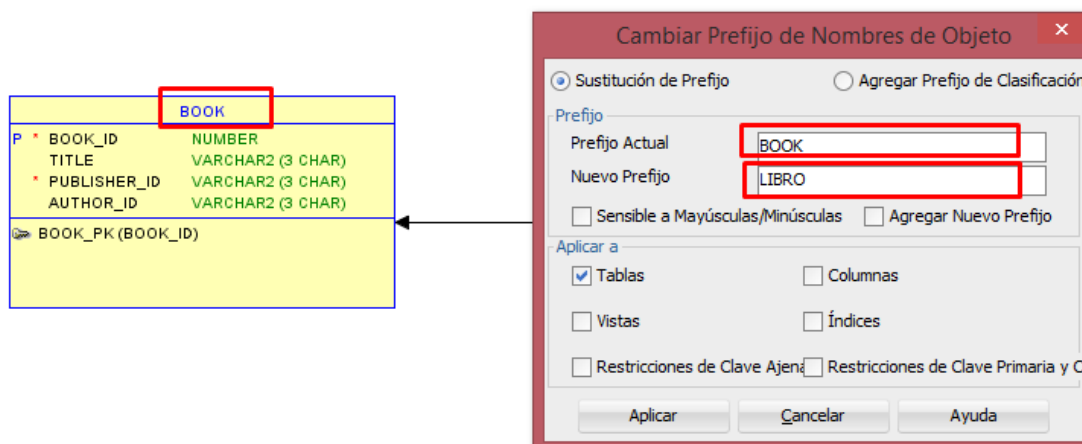 BOOK
P * BOOK_ID NUMBER
TITLE VARCHAR2 (3 CHAR)
* PUBLISHER_ID VARCHAR2 (3 CHAR)
AUTHOR_ID VARCHAR2 (3 CHAR)
BOOK_PK (BOOK_ID)
Cambiar Prefijo de Nombres de Objeto
Sustitución de Prefijo Agregar Prefijo de Clasificación
Prefijo
Prefijo Actual BOOK
Nuevo Prefijo LIBRO
Sensible a Mayúsculas/Minúsculas Agregar Nuevo Prefijo
Aplicar a
Tablas Columnas
Vistas Índices
Restricciones de Clave Ajena Restricciones de Clave Primaria y
Aplicar Cancelar Ayuda